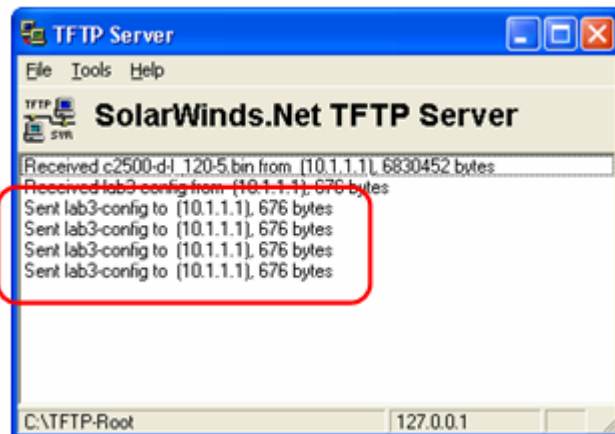 TFTP Server
File Tools Help
TFTP
SVR
SolarWinds.Net TFTP Server
Received c2500-d-l_120-5.bin from (10.1.1.1), 6830452 bytes
Received lab3-config from (10.1.1.1), 676 bytes
Sent lab3-config to (10.1.1.1), 676 bytes
Sent lab3-config to (10.1.1.1), 676 bytes
Sent lab3-config to (10.1.1.1), 676 bytes
Sent lab3-config to (10.1.1.1), 676 bytes
C:\TFTP-Root 127.0.0.1